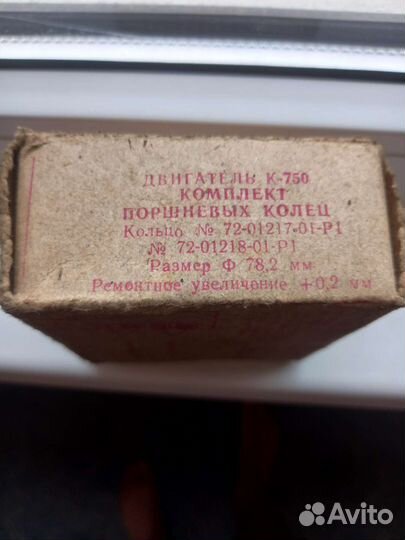 ДВИГАТЕЛЬ К-750
КОМПЛЕКТ
ПОРШНЕВЫХ КОЛЕЦ
Кольцо № 72-01217-01-Р1
№ 72-01218-01-Р1
Размер Ф 78,2 мм
Ремонтное увеличение +0,2 мм
Avito